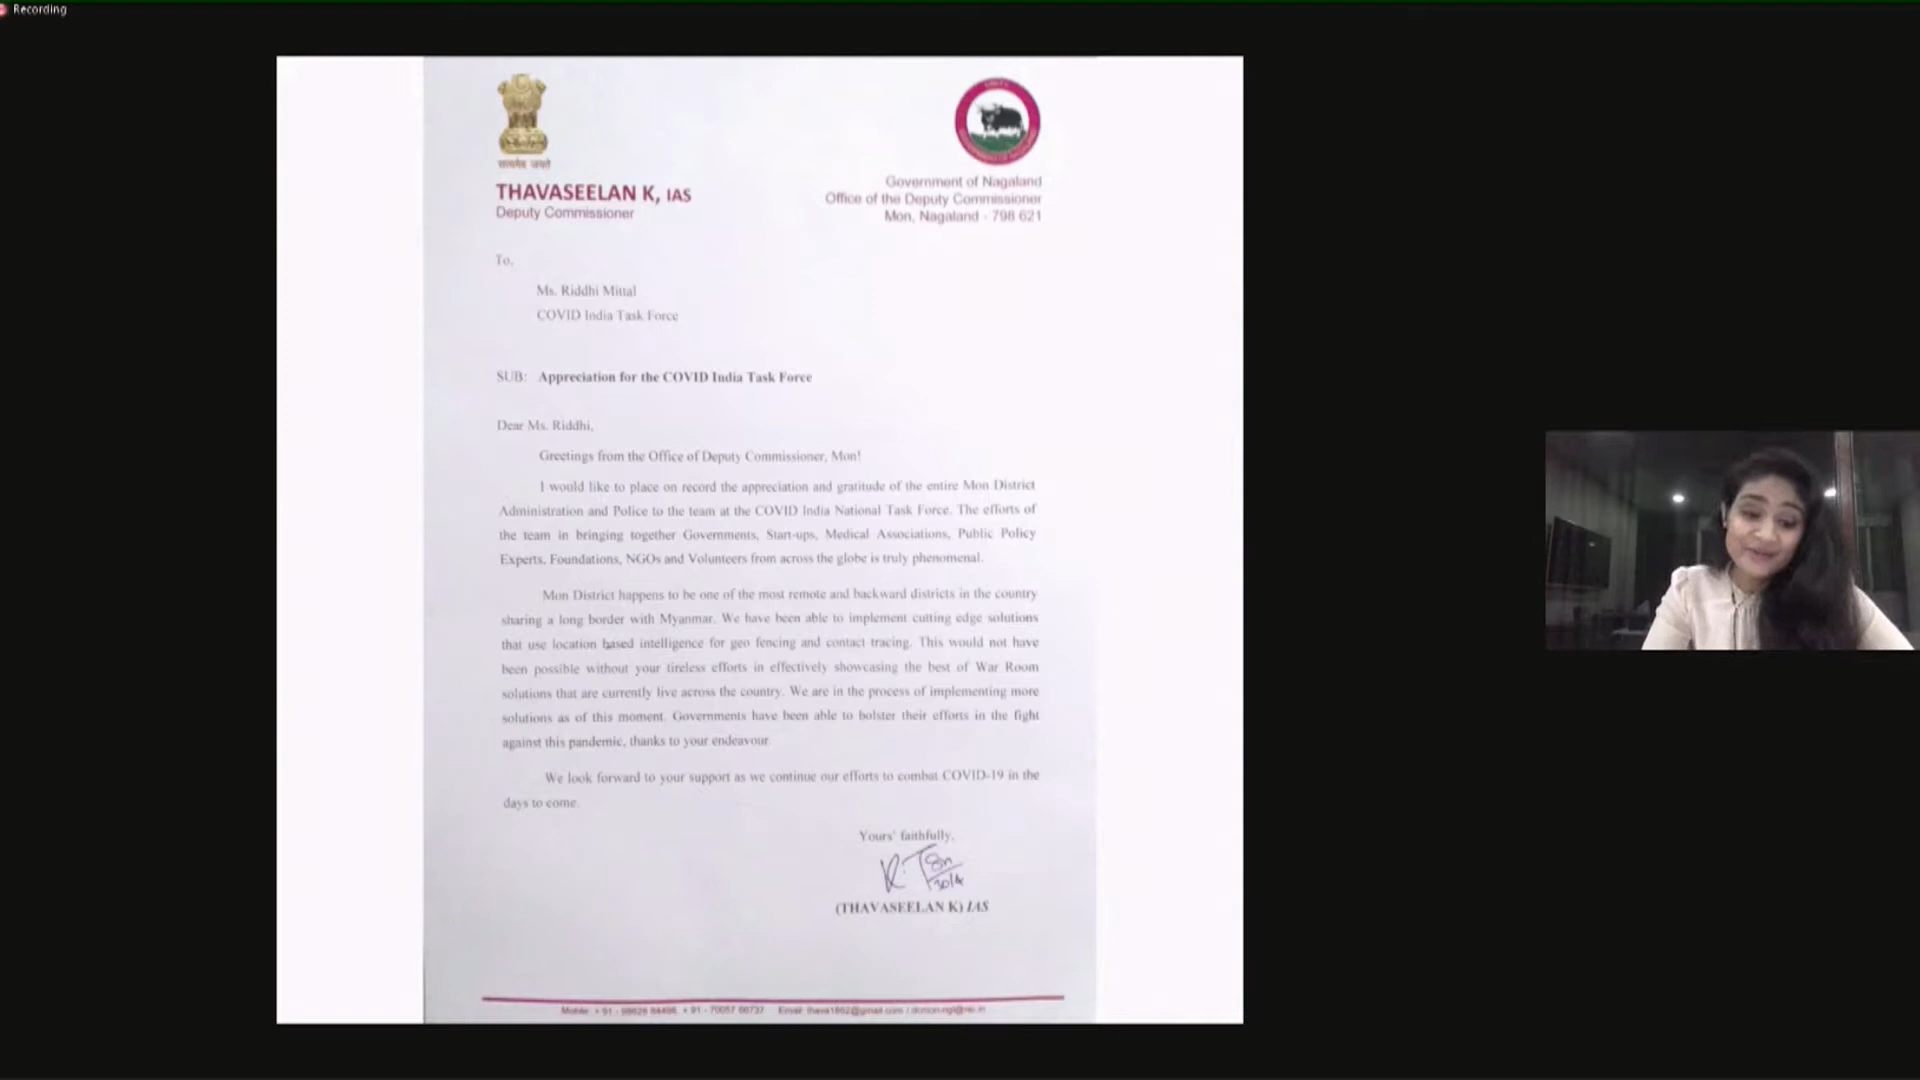 Recording
सत्यमेव जयते
THAVASEELAN K, IAS
Deputy Commissioner
Government of Nagaland
Office of the Deputy Commissioner
Mon, Nagaland - 798 621
To,
Ms. Riddhi Mittal
COVID India Task Force
SUB: Appreciation for the COVID India Task Force
Dear Ms. Riddhi,
Greetings from the Office of Deputy Commissioner, Mon!
I would like to place on record the appreciation and gratitude of the entire Mon District
Administration and Police to the team at the COVID India National Task Force. The efforts of
the team in bringing together Governments, Start-ups, Medical Associations, Public Policy
Experts, Foundations, NGOs and Volunteers from across the globe is truly phenomenal.
Mon District happens to be one of the most remote and backward districts in the country
sharing a long border with Myanmar. We have been able to implement cutting edge solutions
that use location based intelligence for geo fencing and contact tracing. This would not have
been possible without your tireless efforts in effectively showcasing the best of War Room
solutions that are currently live across the country. We are in the process of implementing more
solutions as of this moment. Governments have been able to bolster their efforts in the fight
against this pandemic, thanks to your endeavour.
We look forward to your support as we continue our efforts to combat COVID-19 in the
days to come.
Yours' faithfully,
30/4
(THAVASEELAN K) IAS
Mobile: + 91 - + 91 - Email: